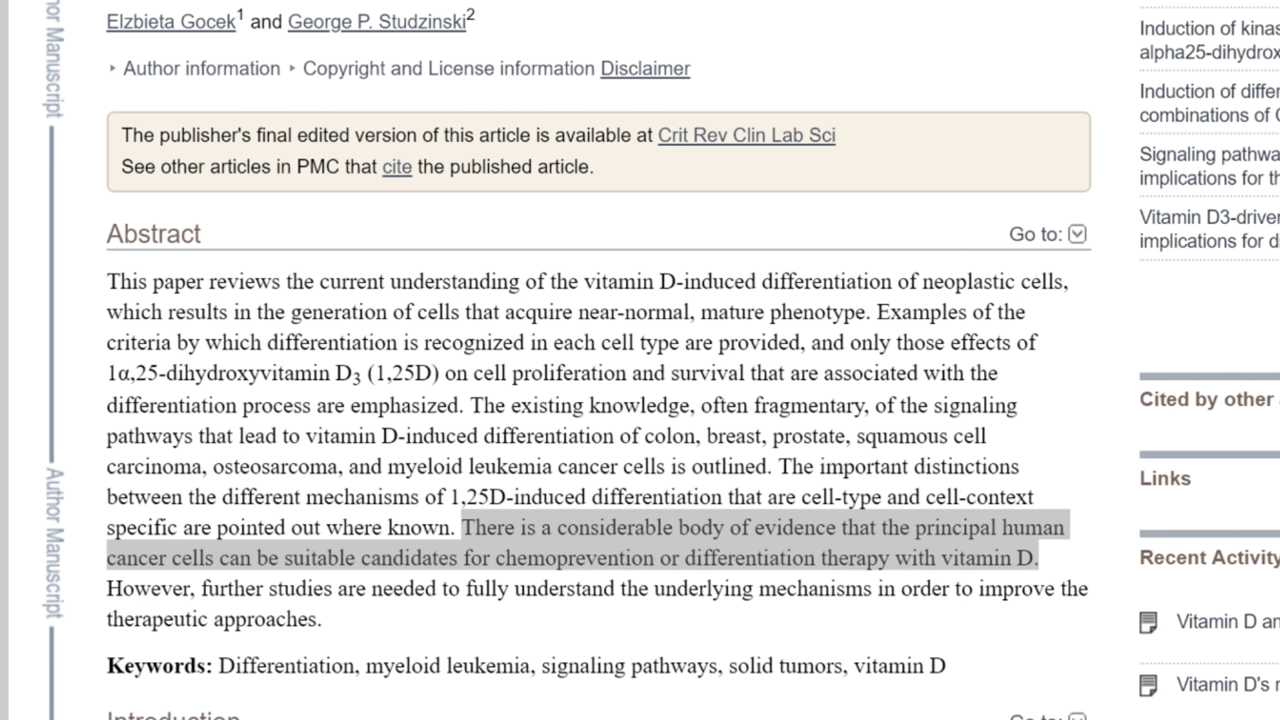 Elzbieta Gocek1 and George P. Studzinski2
‣ Author information ‣ Copyright and License information Disclaimer
The publisher's final edited version of this article is available at Crit Rev Clin Lab Sci
See other articles in PMC that cite the published article.
Abstract
Go to:
This paper reviews the current understanding of the vitamin D-induced differentiation of neoplastic cells,
which results in the generation of cells that acquire near-normal, mature phenotype. Examples of the
criteria by which differentiation is recognized in each cell type are provided, and only those effects of
1α,25-dihydroxyvitamin D3 (1,25D) on cell proliferation and survival that are associated with the
differentiation process are emphasized. The existing knowledge, often fragmentary, of the signaling
pathways that lead to vitamin D-induced differentiation of colon, breast, prostate, squamous cell
carcinoma, osteosarcoma, and myeloid leukemia cancer cells is outlined. The important distinctions
between the different mechanisms of 1,25D-induced differentiation that are cell-type and cell-context
specific are pointed out where known. There is a considerable body of evidence that the principal human
cancer cells can be suitable candidates for chemoprevention or differentiation therapy with vitamin D.
However, further studies are needed to fully understand the underlying mechanisms in order to improve the
therapeutic approaches.
Keywords: Differentiation, myeloid leukemia, signaling pathways, solid tumors, vitamin D
Introduction
Go to:
Manuscript
Author Manuscript
Induction of
alpha25-
Induction of
combinations of
Signaling
implications for
Vitamin D3-
implications for
Cited by other
Links
Recent Activity
Vitamin D
Vitamin D's